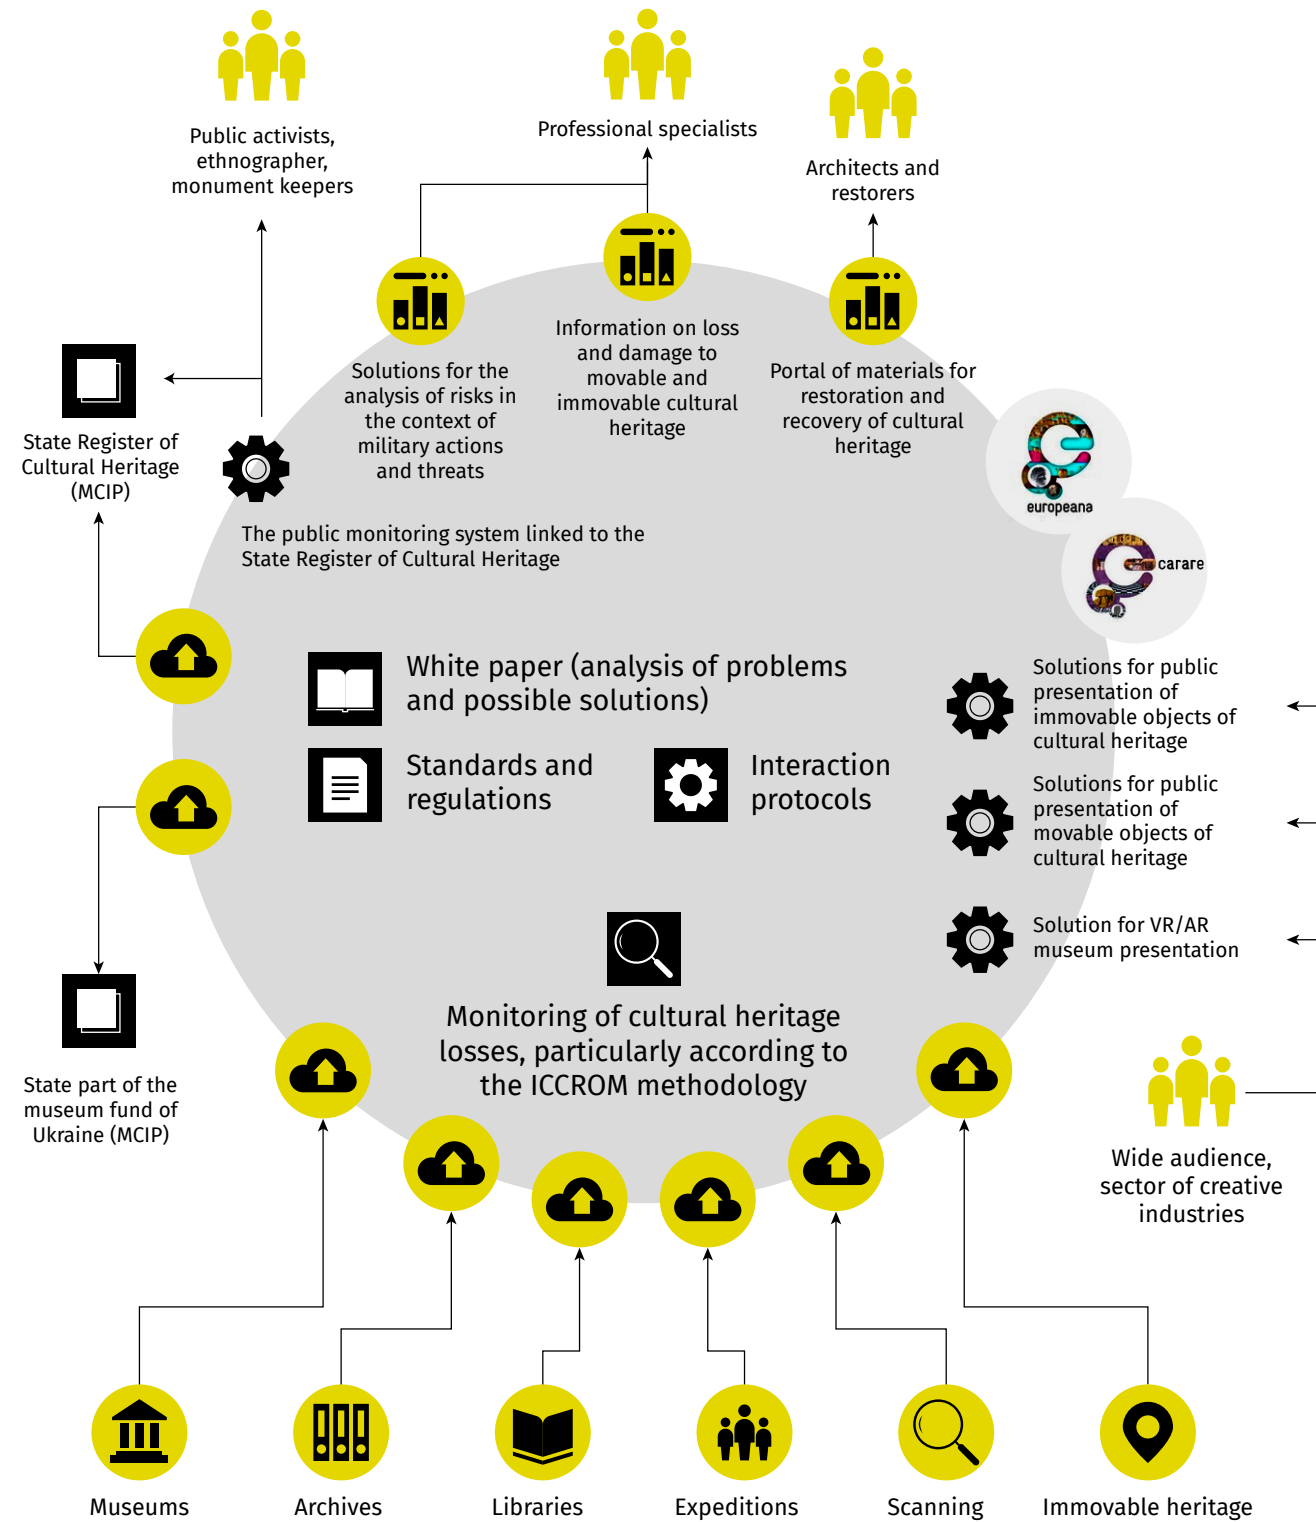 Public activists,
ethnographer,
monument keepers
Professional specialists
Architects and
restorers
State Register of
Cultural Heritage
(MCIP)
Solutions for the
analysis of risks in
the context of
military actions
and threats
Information on loss
and damage to
movable and
immovable cultural
heritage
Portal of materials for
restoration and
recovery of cultural
heritage
europeana
carare
The public monitoring system linked to the
State Register of Cultural Heritage
White paper (analysis of problems
and possible solutions)
Standards and
regulations
Interaction
protocols
Solutions for public
presentation of
immovable objects of
cultural heritage
Solutions for public
presentation of
movable objects of
cultural heritage
Solution for VR/AR
museum presentation
Monitoring of cultural heritage
losses, particularly according to
the ICCROM methodology
State part of the
museum fund of
Ukraine (MCIP)
Wide audience,
sector of creative
industries
Museums
Archives
Libraries
Expeditions
Scanning
Immovable heritage